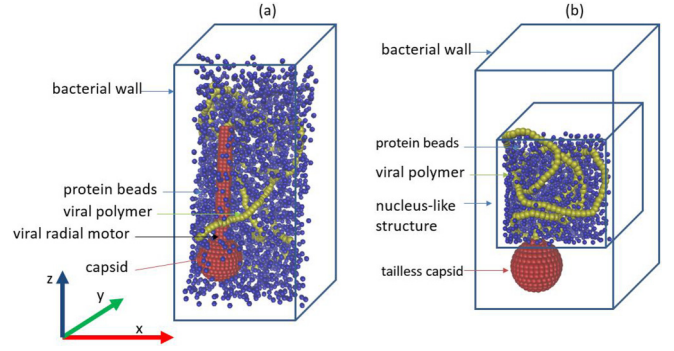 (a)
bacterial wall
protein beads
viral polymer
viral radial motor
capsid
z
y
x
(b)
bacterial wall
protein beads
viral polymer
nucleus-like
structure
tailless capsid